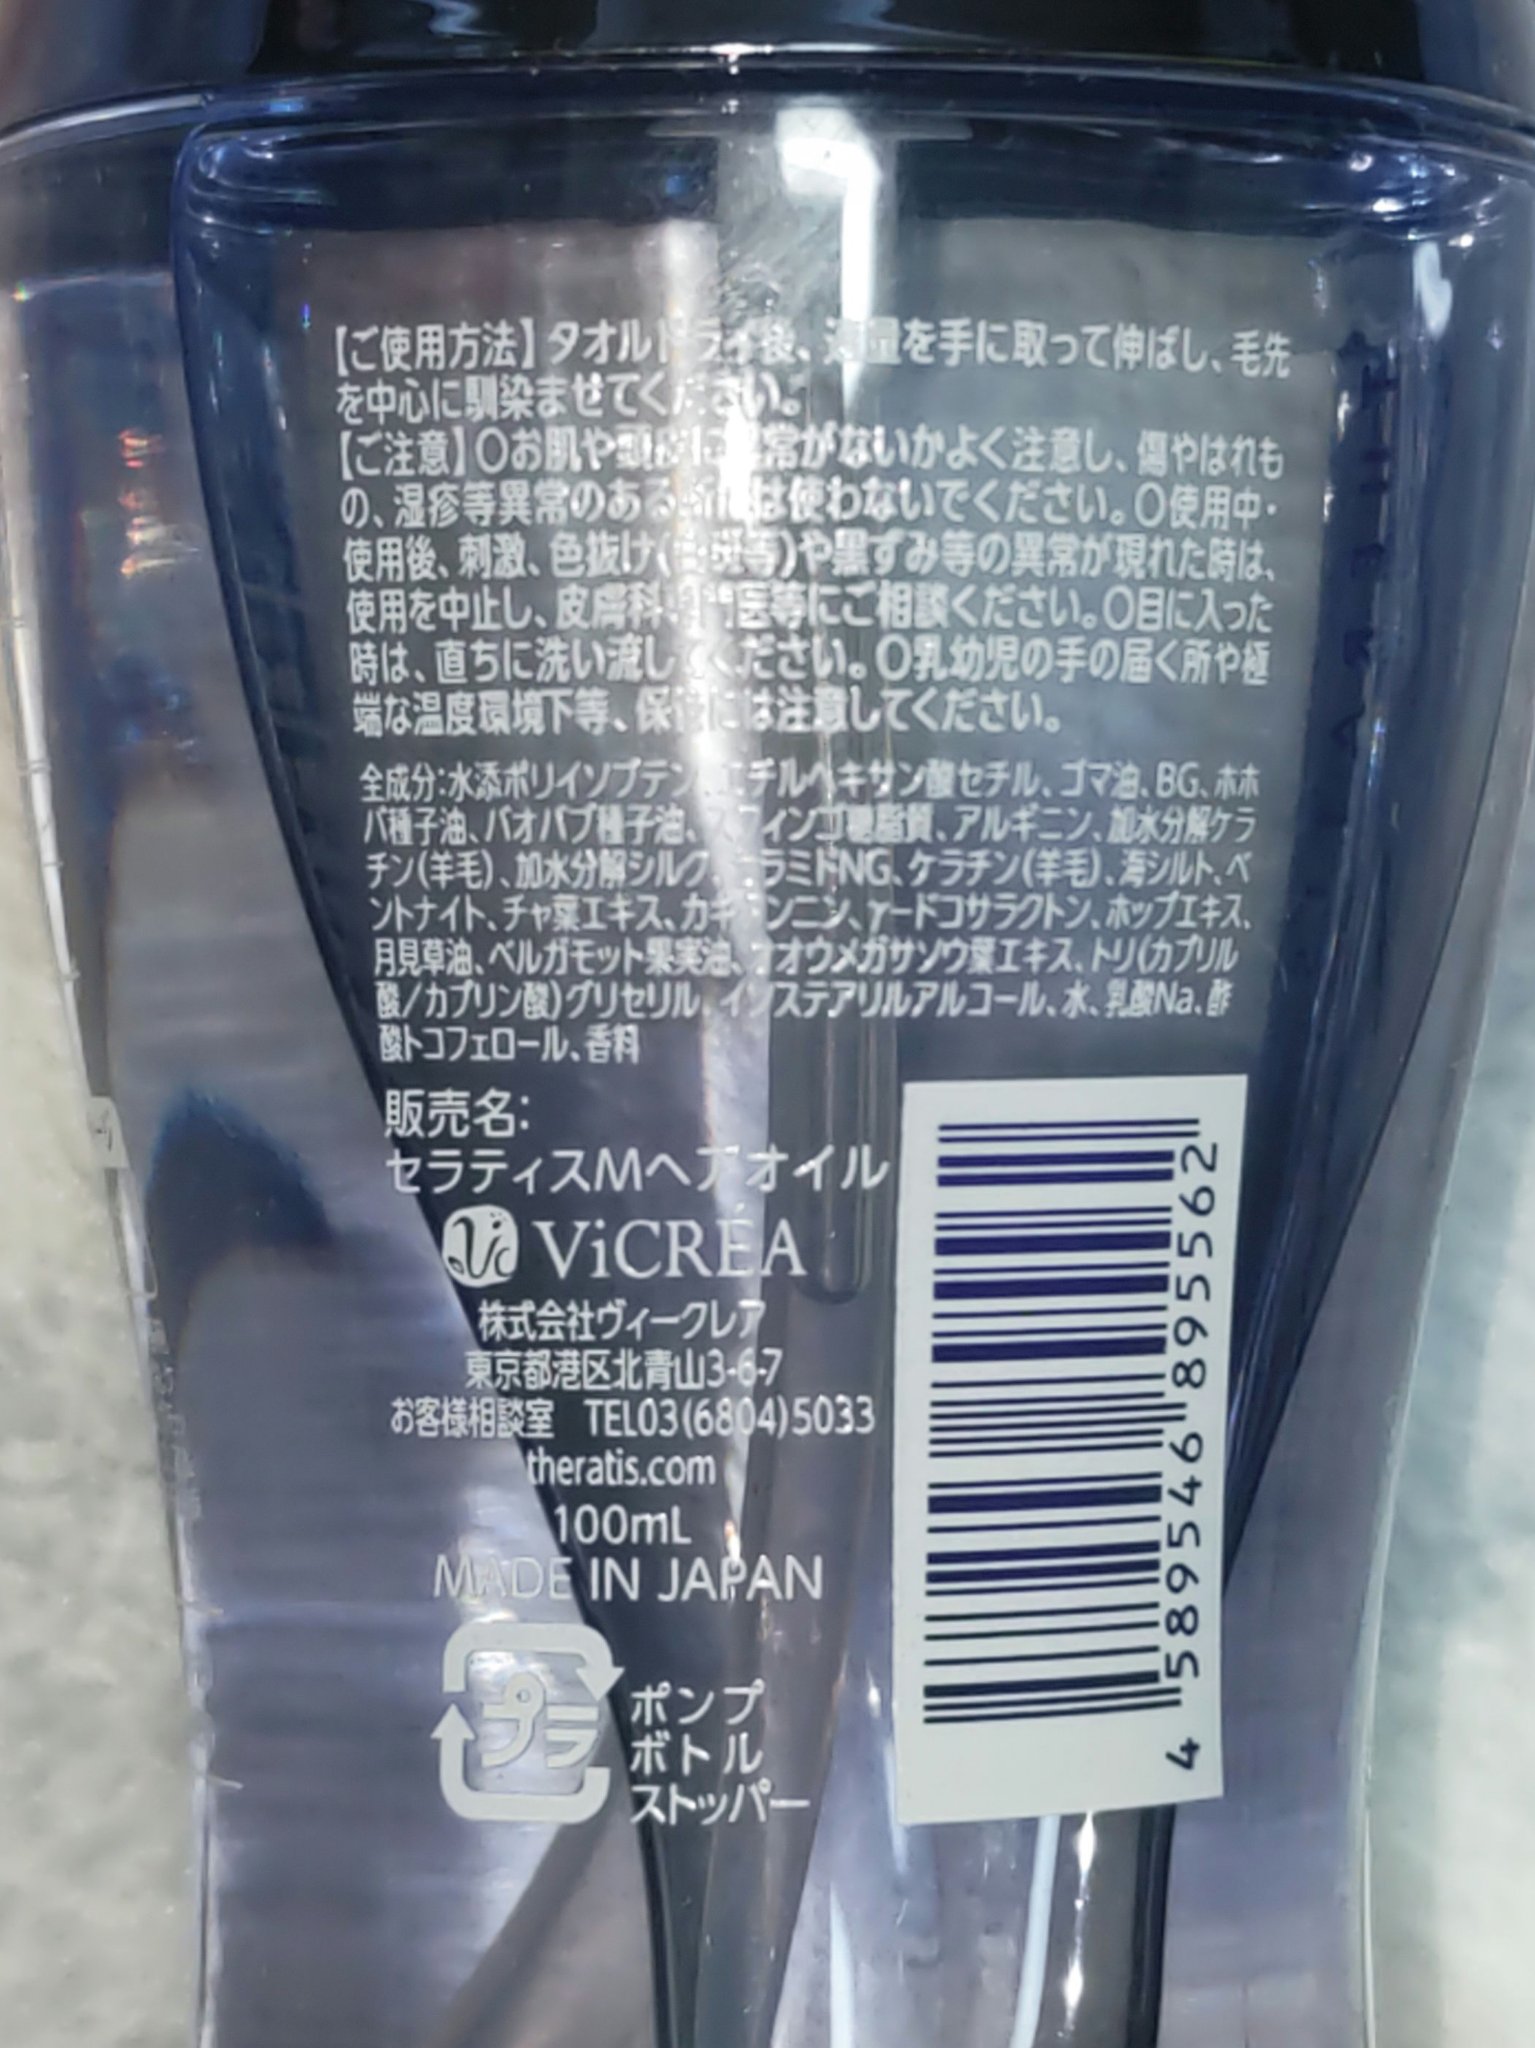 【ご使用方法】タオルドライ後、適量を手に取って伸ばし、毛先
を中心に馴染ませてください。
【ご注意】〇お肌や頭皮に異常がないかよく注意し、傷やはれも
の、湿疹等異常のある部位には使わないでください。〇使用中・
使用後、刺激、色抜け(白斑等)や黒ずみ等の異常が現れた時は、
使用を中止し、皮膚科専門医等にご相談ください。〇目に入った
時は、直ちに洗い流してください。〇乳幼児の手の届く所や極
端な温度環境下等、保管には注意してください。
全成分:水添ポリイソブテン、エチルヘキサン酸セチル、ゴマ油、BG、ホホ
バ種子油、バオバブ種子油、スフィンゴ糖脂質、アルギニン、加水分解ケラ
チン(羊毛)、加水分解シルク、セラミドNG、ケラチン(羊毛)、海シルト、ベ
ントナイト、チャ葉エキス、カキタンニン、γ-ドコサラクトン、ホップエキス、
月見草油、ベルガモット果実油、アオウメガサソウ葉エキス、トリ(カプリル
酸/カプリン酸)グリセリル、イソステアリルアルコール、水、乳酸Na、酢
酸トコフェロール、香料
販売名:
セラティスMヘアオイル
Vic ViCREA
株式会社ヴィークレア
東京都港区北青山3-6-7
お客様相談室 TEL03(6804)5033
theratis.com
100mL
MADE IN JAPAN
プラ
ポンプ
ボトル
ストッパー
4 589546 895562